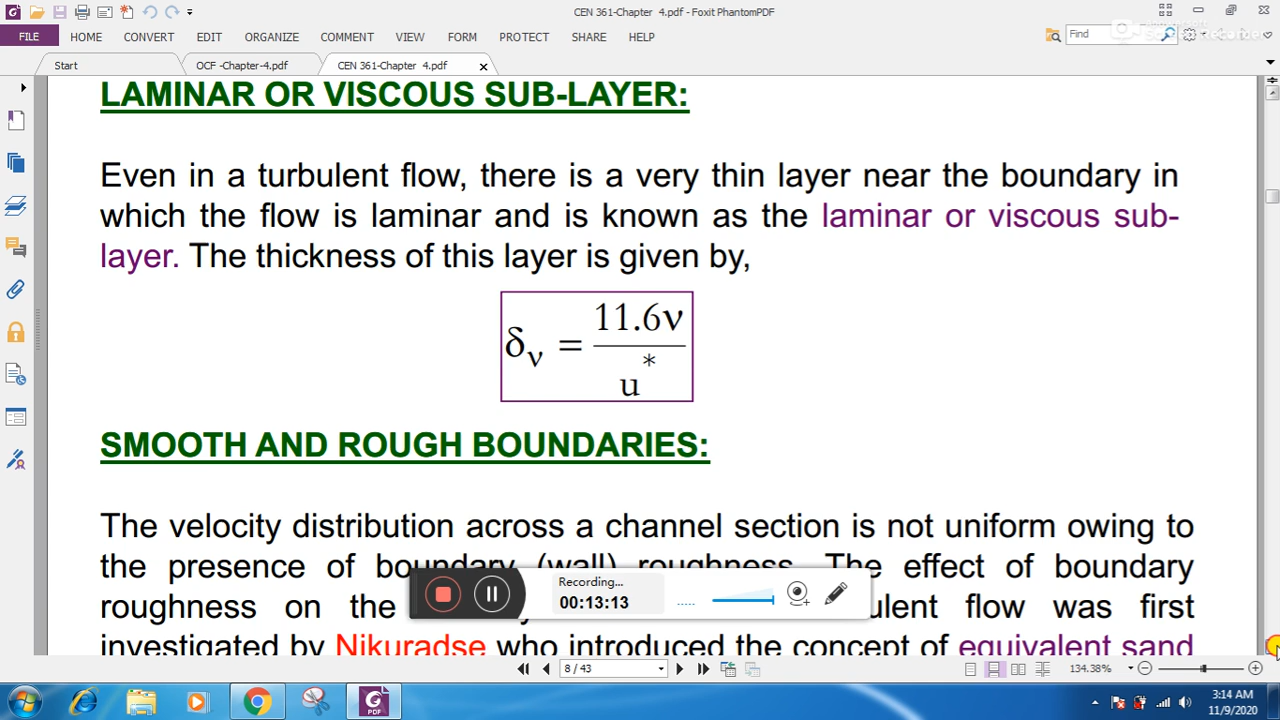 CEN 361-Chapter 4.pdf - Foxit PhantomPDF
FILE HOME CONVERT EDIT ORGANIZE COMMENT VIEW FORM PROTECT SHARE HELP
Find
Start OCF -Chapter-4.pdf CEN 361-Chapter 4.pdf
LAMINAR OR VISCOUS SUB-LAYER:
Even in a turbulent flow, there is a very thin layer near the boundary in
which the flow is laminar and is known as the laminar or viscous sub-
layer. The thickness of this layer is given by,
δᵥ = 11.6ν / u*
SMOOTH AND ROUGH BOUNDARIES:
The velocity distribution across a channel section is not uniform owing to
the presence of boundary (wall) roughness. The effect of boundary
roughness on the
flow was first
investigated by Nikuradse who introduced the concept of equivalent sand
Recording...
00:13:13
8 / 43
134.38%
3:14 AM
11/9/2020
PDF